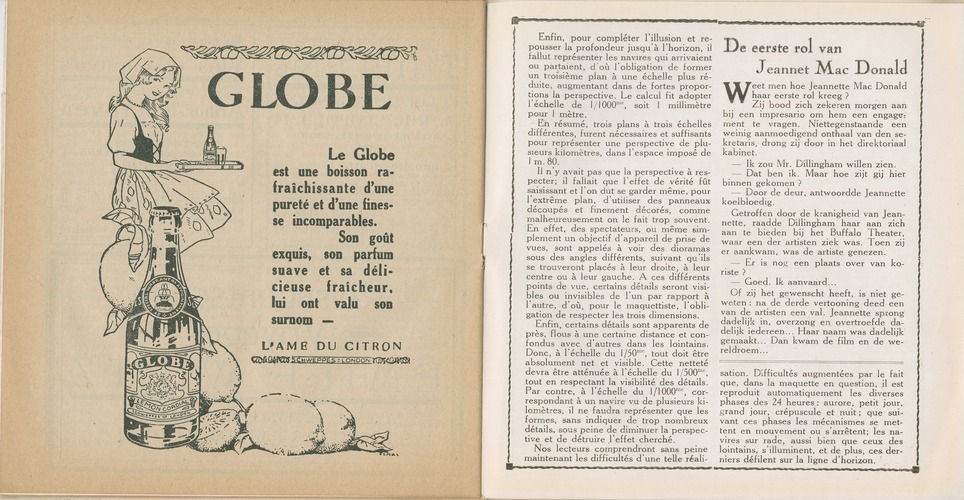 GLOBE
Le Globe
est une boisson ra-
fraîchissante d'une
pureté et d'une fines-
se incomparables.
Son goût
exquis, son parfum
suave et sa déli-
cieuse fraîcheur,
lui ont valu son
surnom —
L'AME DU CITRON
SCHWEPPES - LONDON
GLOBE
Enfin, pour compléter l'illusion et re-
pousser la profondeur jusqu'à l'horizon, il
fallut représenter les navires qui arrivaient
ou partaient, d'où l'obligation de former
un troisième plan à une échelle plus ré-
duite, augmentant dans de fortes propor-
tions la perspective. Le calcul fit adopter
l'échelle de 1/1000me, soit 1 millimètre
pour 1 mètre.
En résumé, trois plans à trois échelles
différentes, furent nécessaires et suffisants
pour représenter une perspective de plu-
sieurs kilomètres, dans l'espace imposé de
1 m. 80.
Il n'y avait pas que la perspective à res-
pecter; il fallait que l'effet de vérité fût
saisissant et l'on dut se garder même, pour
l'extrême plan, d'utiliser des panneaux
découpés et finement décorés, comme
malheureusement on le fait trop souvent.
En effet, des spectateurs, ou même sim-
plement un objectif d'appareil de prise de
vues, sont appelés à voir des dioramas
sous des angles différents, suivant qu'ils
se trouveront placés à leur droite, à leur
centre ou à leur gauche. A ces différents
points de vue, certains détails seront visi-
bles ou invisibles de l'un par rapport à
l'autre, d'où, pour le maquettiste, l'obli-
gation de respecter les trois dimensions.
Enfin, certains détails sont apparents de
près, flous à une certaine distance et con-
fondus avec d'autres dans les lointains.
Donc, à l'échelle du 1/50me, tout doit être
absolument net et visible. Cette netteté
devra être atténuée à l'échelle du 1/500me,
tout en respectant la visibilité des détails.
Par contre, à l'échelle du 1/1000me, cor-
respondant à un navire vu de plusieurs ki-
lomètres, il ne faudra représenter que les
formes, sans indiquer de trop nombreux
détails, sous peine de diminuer la perspec-
tive et de détruire l'effet cherché.
Nos lecteurs comprendront sans peine
maintenant les difficultés d'une telle réali-
De eerste rol van
Jeannet Mac Donald
Weet men hoe Jeannette Mac Donald
haar eerste rol kreeg ?
Zij bood zich zekeren morgen aan
bij een impresario om hem een engage-
ment te vragen. Niettegenstaande een
weinig aanmoedigend onthaal van den se-
kretaris, drong zij door in het direktoriaal
kabinet.
— Ik zou Mr. Dillingham willen zien.
— Dat ben ik. Maar hoe zijt gij hier
binnen gekomen ?
— Door de deur, antwoordde Jeannette
koelbloedig.
Getroffen door de kranigheid van Jean-
nette, raadde Dillingham haar aan zich
aan te bieden bij het Buffalo Theater,
waar een der artisten ziek was. Toen zij
er aankwam, was de artiste genezen.
— Er is nog een plaats over van ko-
riste ?
— Goed. Ik aanvaard...
Of zij het gewenscht heeft, is niet ge-
weten ; na de derde vertooning deed een
van de artisten een val. Jeannette sprong
dadelijk in, overzong en overtroefde da-
delijk iedereen... Haar naam was dadelijk
gemaakt... Dan kwam de film en de we-
reldroem...
sation. Difficultés augmentées par le fait
que, dans la maquette en question, il est
reproduit automatiquement les diverses
phases des 24 heures : aurore, petit jour,
grand jour, crépuscule et nuit ; que sui-
vant ces phases les mécanismes se met-
tent en mouvement ou s'arrêtent; les na-
vires sur rade, aussi bien que ceux des
lointains, s'illuminent, et de plus, ces der-
niers défilent sur la ligne d'horizon.